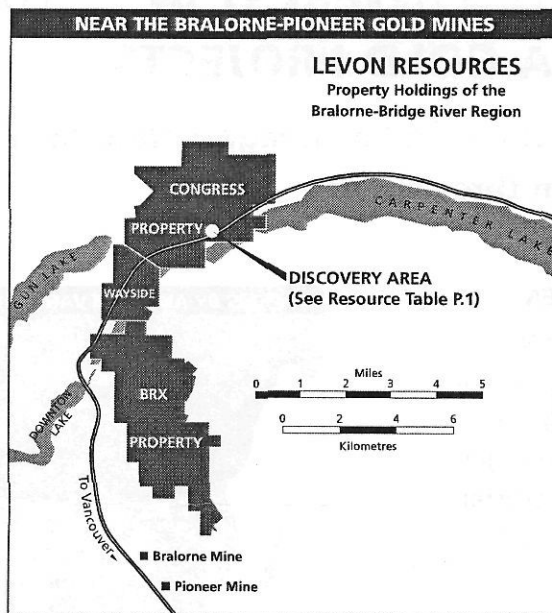 NEAR THE BRALORNE-PIONEER GOLD MINES
LEVON RESOURCES
Property Holdings of the
Bralorne-Bridge River Region
CONGRESS
PROPERTY
CARPENTER LAKE
GUN LAKE
DISCOVERY AREA
(See Resource Table P.1)
WAYSIDE
Miles
0 1 2 3 4 5
BRX
0 2 4 6
Kilometres
DOWNTON
LAKE
PROPERTY
To Vancouver
Bralorne Mine
Pioneer Mine